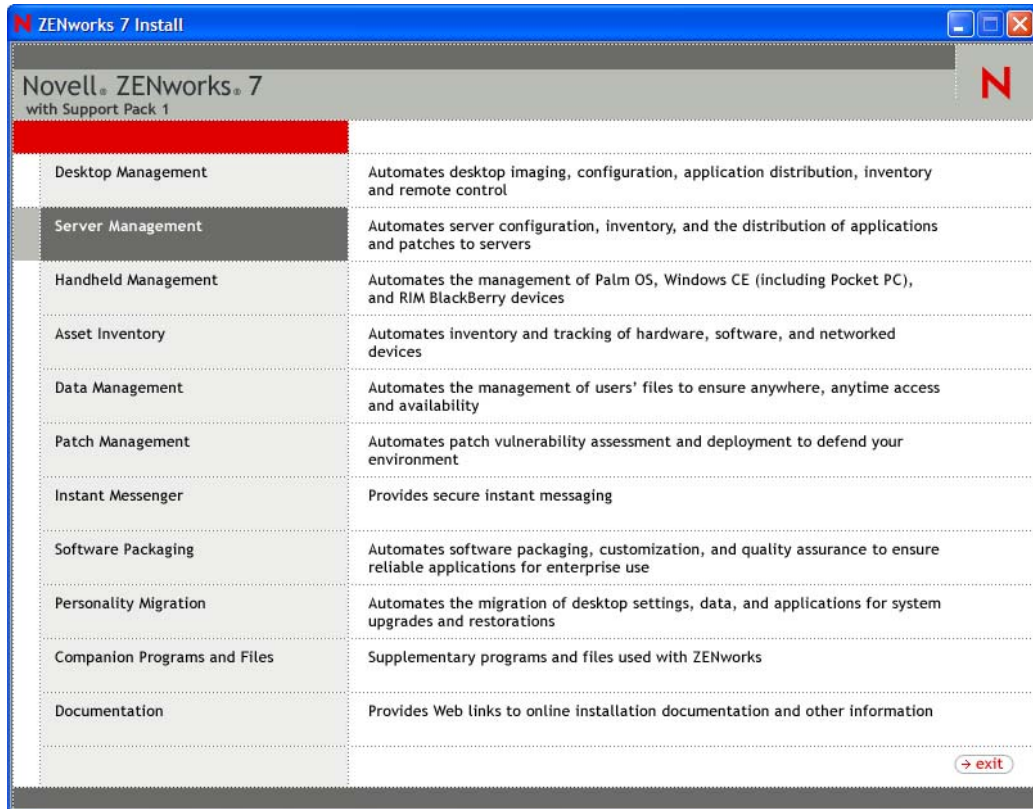 N ZENworks 7 Install
Novell® ZENworks® 7
with Support Pack 1
N
Desktop Management
Automates desktop imaging, configuration, application distribution, inventory
and remote control
Server Management
Automates server configuration, inventory, and the distribution of applications
and patches to servers
Handheld Management
Automates the management of Palm OS, Windows CE (including Pocket PC),
and RIM BlackBerry devices
Asset Inventory
Automates inventory and tracking of hardware, software, and networked
devices
Data Management
Automates the management of users’ files to ensure anywhere, anytime access
and availability
Patch Management
Automates patch vulnerability assessment and deployment to defend your
environment
Instant Messenger
Provides secure instant messaging
Software Packaging
Automates software packaging, customization, and quality assurance to ensure
reliable applications for enterprise use
Personality Migration
Automates the migration of desktop settings, data, and applications for system
upgrades and restorations
Companion Programs and Files
Supplementary programs and files used with ZENworks
Documentation
Provides Web links to online installation documentation and other information
→ exit